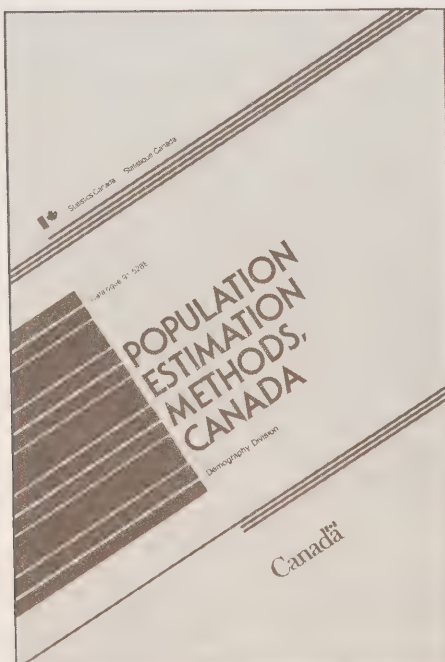 Statistics Canada Statistique Canada
Catalogue 91-528E
POPULATION
ESTIMATION
METHODS,
CANADA
Demography Division
Canada